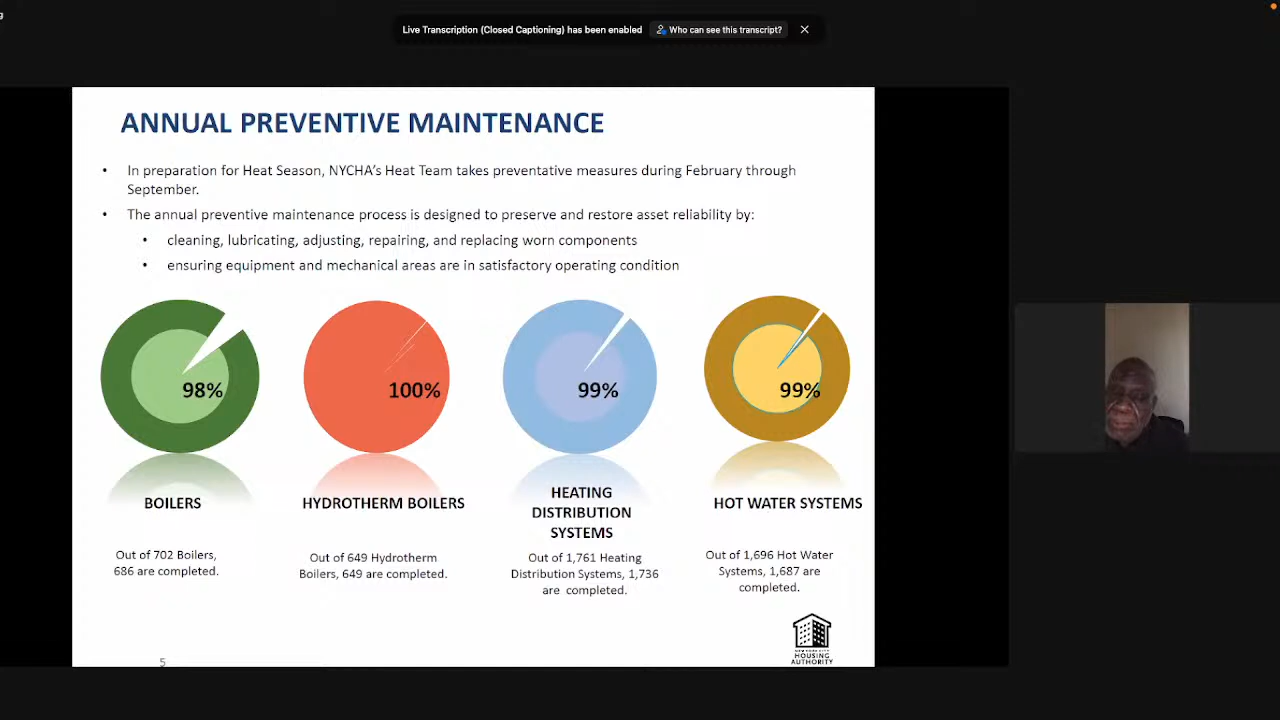 g
Live Transcription (Closed Captioning) has been enabled
Who can see this transcript?
ANNUAL PREVENTIVE MAINTENANCE
• In preparation for Heat Season, NYCHA's Heat Team takes preventative measures during February through
September.
• The annual preventive maintenance process is designed to preserve and restore asset reliability by:
• cleaning, lubricating, adjusting, repairing, and replacing worn components
• ensuring equipment and mechanical areas are in satisfactory operating condition
98%
100%
99%
99%
BOILERS
HYDROTHERM BOILERS
HEATING
DISTRIBUTION
SYSTEMS
HOT WATER SYSTEMS
Out of 702 Boilers,
686 are completed.
Out of 649 Hydrotherm
Boilers, 649 are completed.
Out of 1,761 Heating
Distribution Systems, 1,736
are completed.
Out of 1,696 Hot Water
Systems, 1,687 are
completed.
NEW YORK CITY
HOUSING
AUTHORITY
5